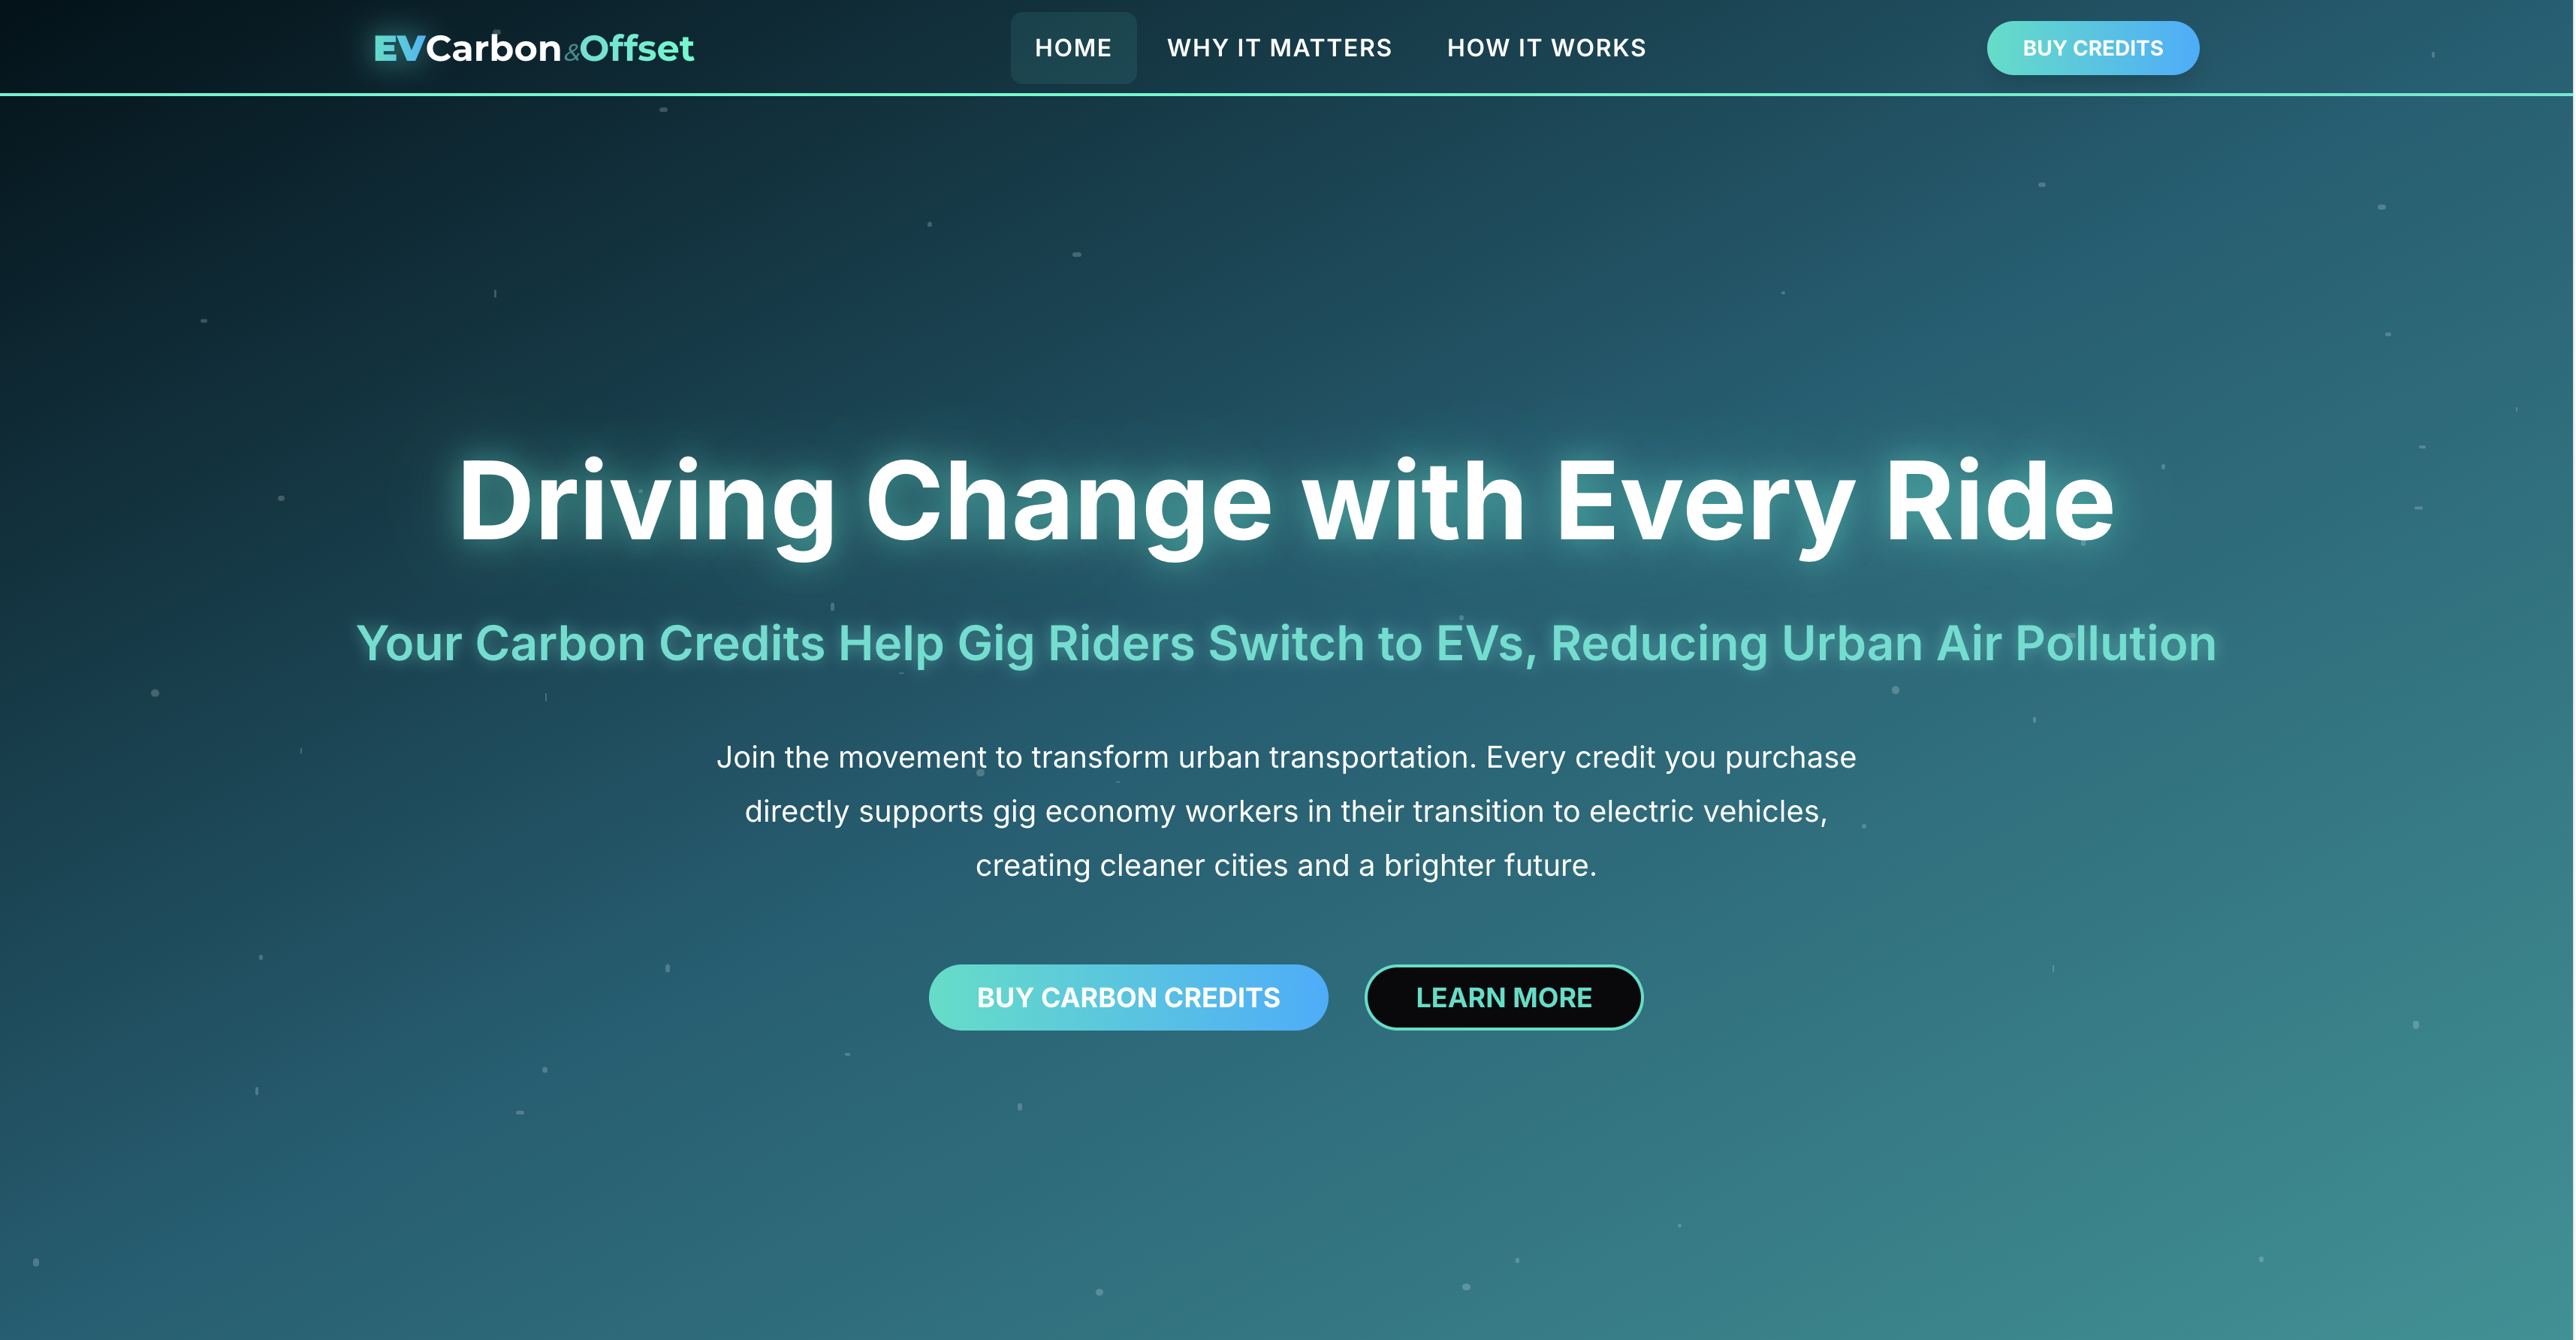 EVCarbon&Offset
HOME
WHY IT MATTERS
HOW IT WORKS
BUY CREDITS
Driving Change with Every Ride
Your Carbon Credits Help Gig Riders Switch to EVs, Reducing Urban Air Pollution
Join the movement to transform urban transportation. Every credit you purchase
directly supports gig economy workers in their transition to electric vehicles,
creating cleaner cities and a brighter future.
BUY CARBON CREDITS
LEARN MORE